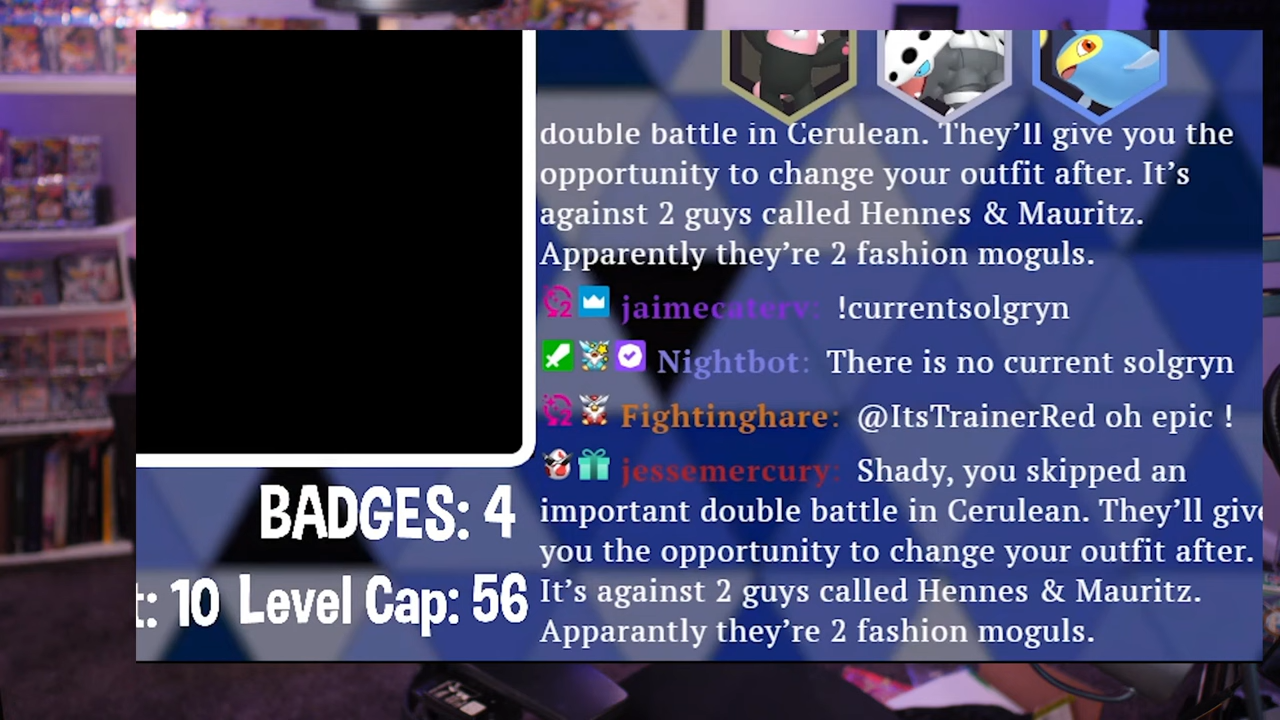 double battle in Cerulean. They'll give you the
opportunity to change your outfit after. It's
against 2 guys called Hennes & Mauritz.
Apparently they're 2 fashion moguls.
jaimecaterv: !currentsolgryn
Nightbot: There is no current solgryn
Fightinghare: @ItsTrainerRed oh epic !
jessemercury: Shady, you skipped an
important double battle in Cerulean. They'll give
you the opportunity to change your outfit after.
It's against 2 guys called Hennes & Mauritz.
Apparantly they're 2 fashion moguls.
BADGES: 4
t: 10 Level Cap: 56